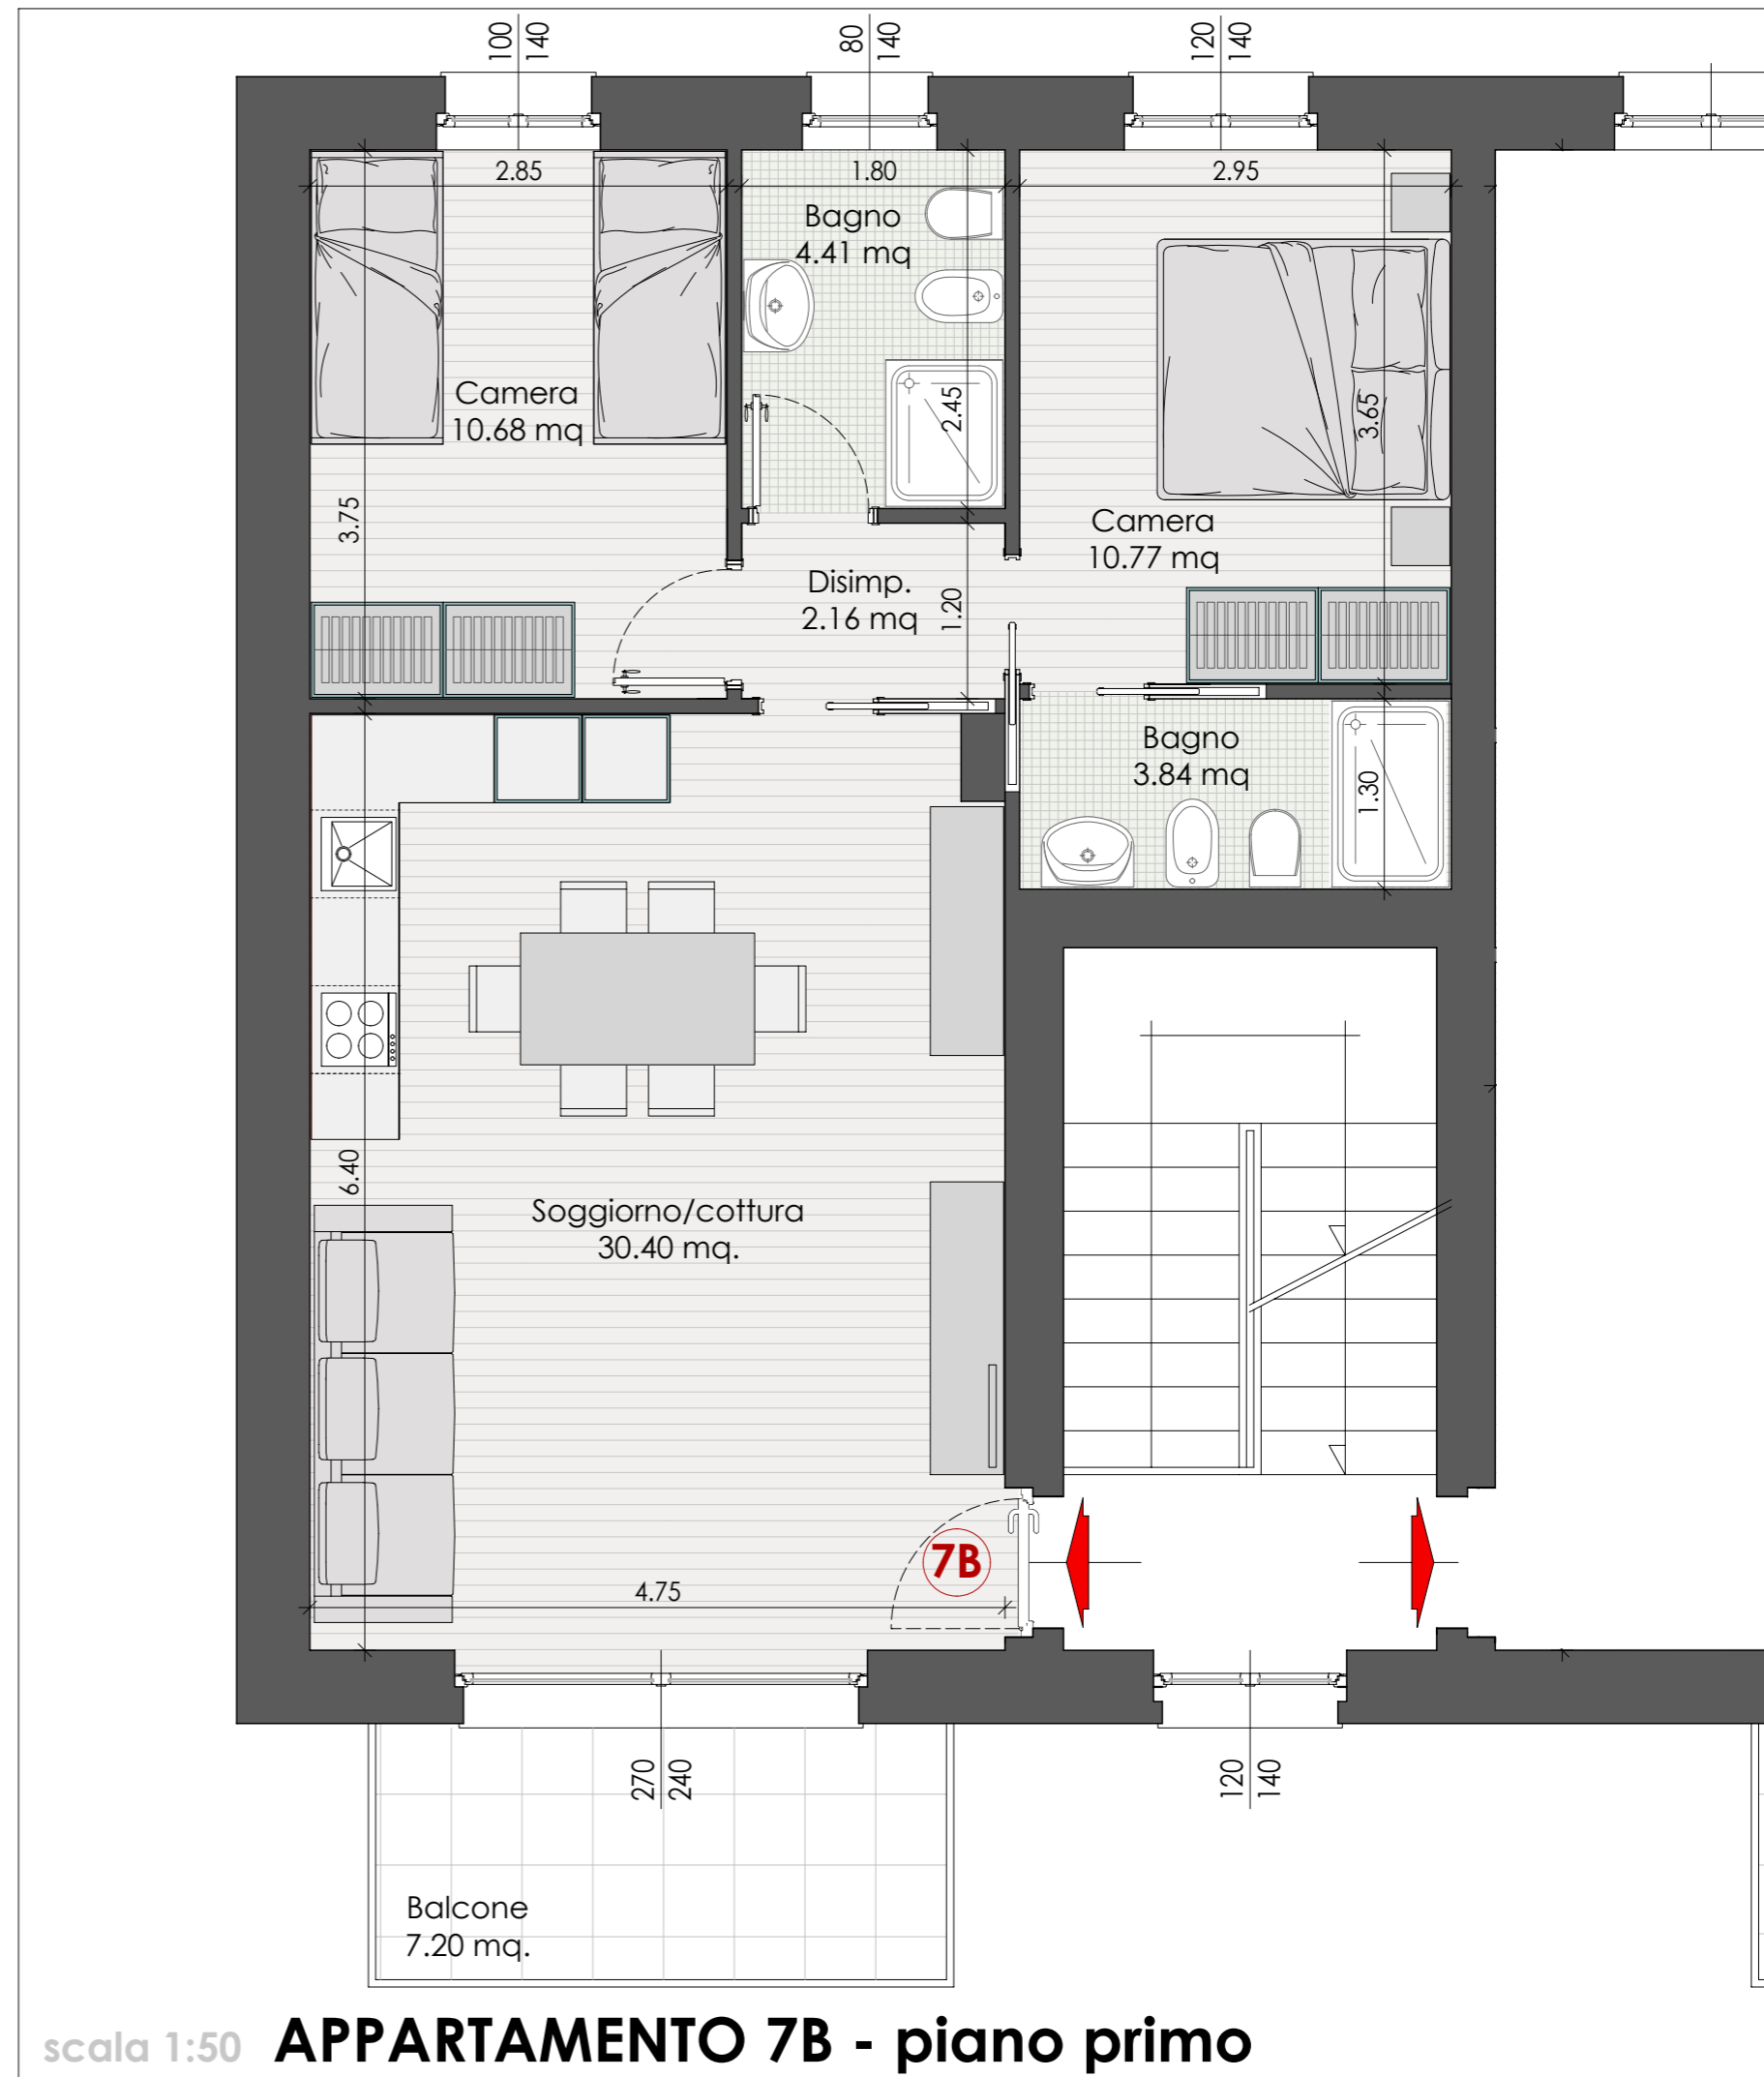 100
140
80
140
120
140
2.85
1.80
2.95
Bagno
4.41 mq
Camera
10.68 mq
2.45
3.65
3.75
Camera
10.77 mq
Disimp.
2.16 mq
1.20
Bagno
3.84 mq
1.30
6.40
Soggiorno/cottura
30.40 mq.
7B
4.75
270
240
120
140
Balcone
7.20 mq.
scala 1:50 APPARTAMENTO 7B - piano primo